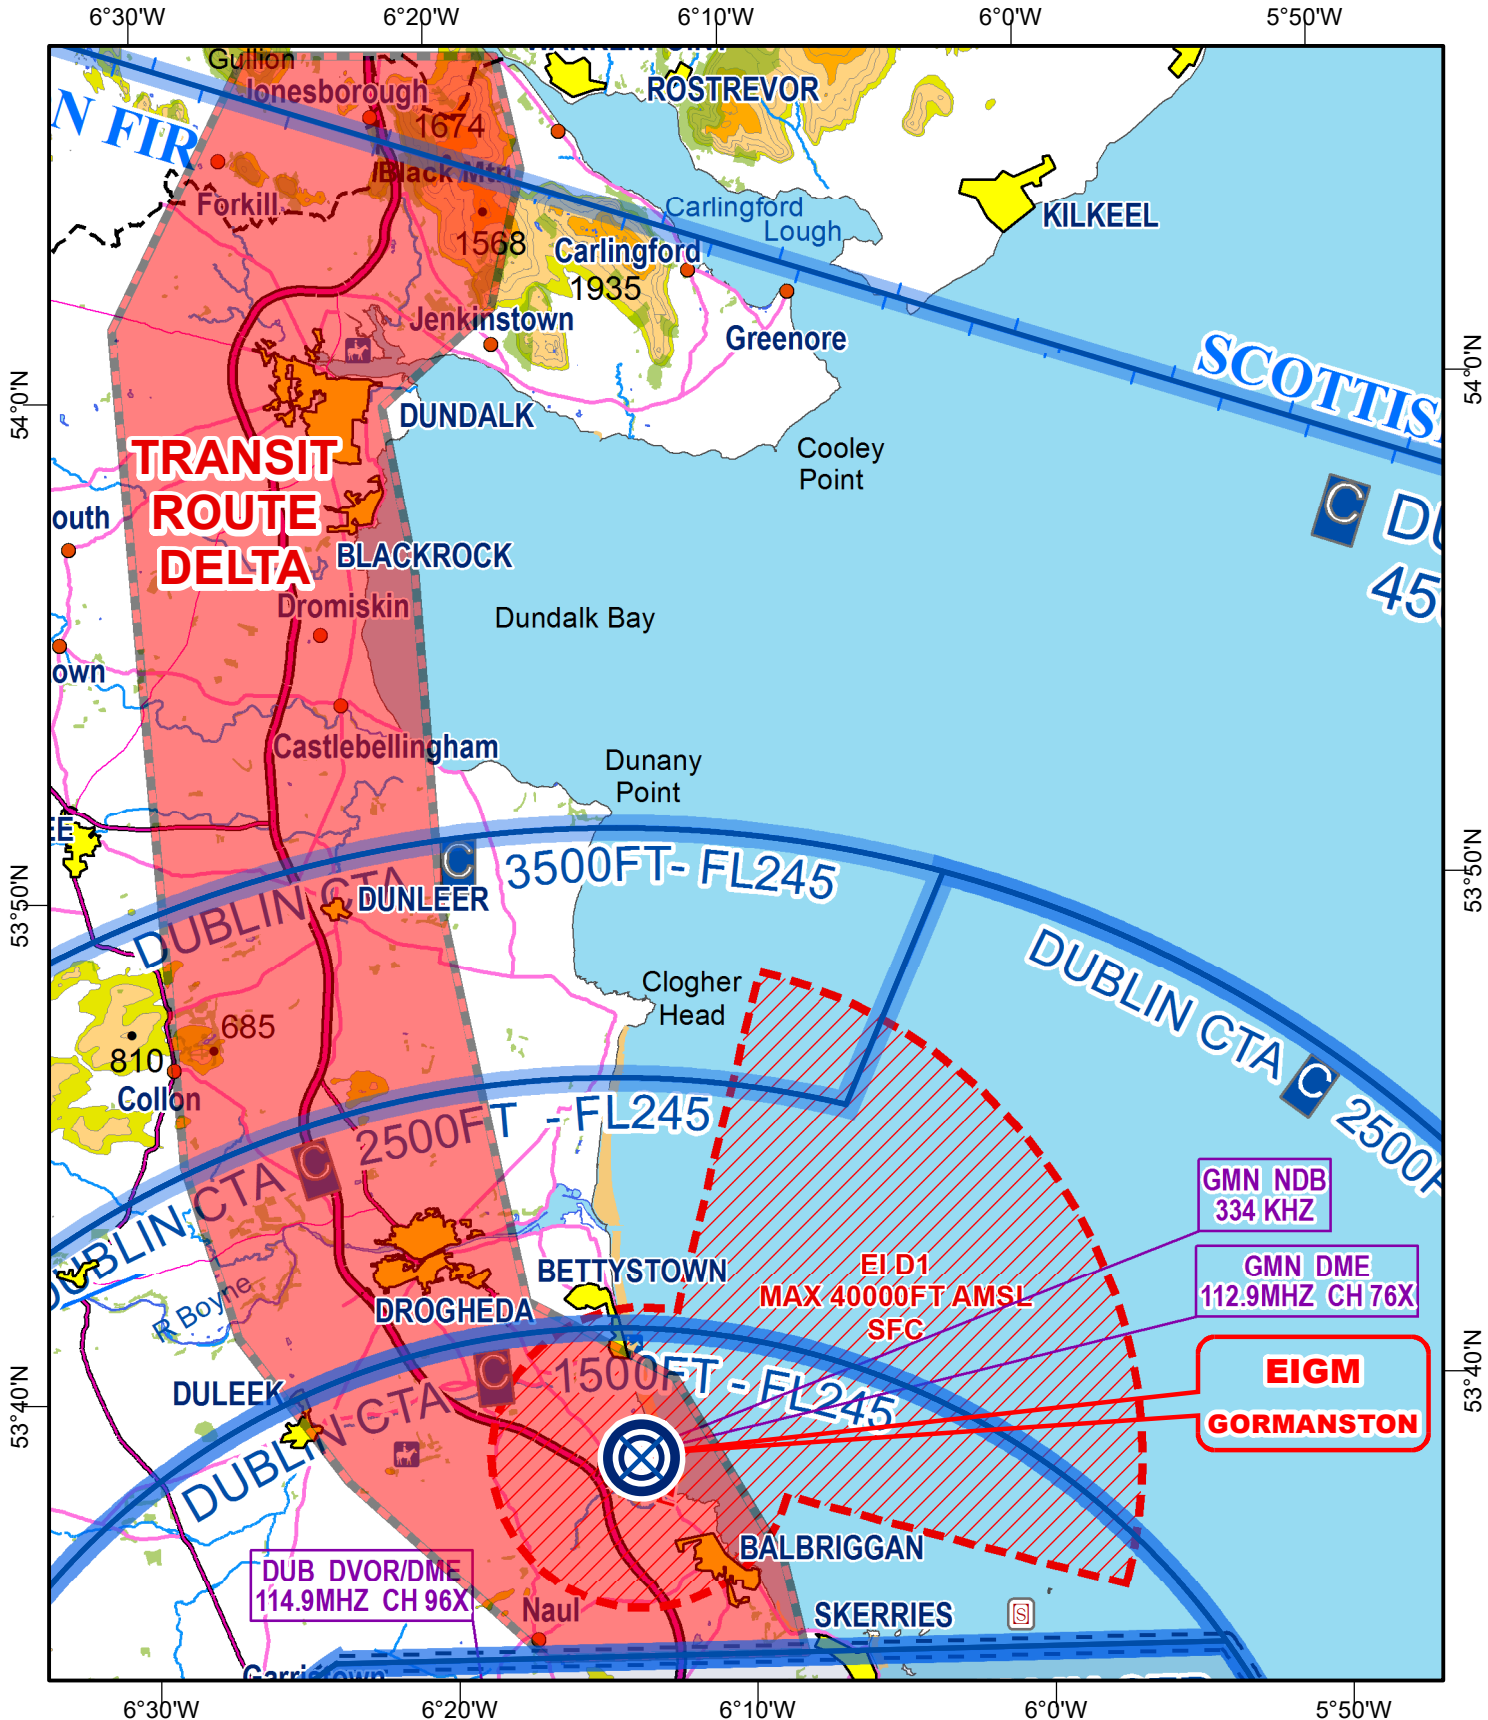 6°30'W
6°20'W
6°10'W
6°0'W
5°50'W
Gullion
Jonesborough
ROSTREVOR
N FIR
1674
Black Mtn
Forkill
1568
Carlingford
Lough
KILKEEL
Carlingford
1935
Jenkinstown
Greenore
SCOTTIS
54°0'N
54°0'N
DUNDALK
TRANSIT
ROUTE
DELTA
Cooley
Point
C DU
45
outh
BLACKROCK
Dromiskin
Dundalk Bay
own
Castlebellingham
Dunany
Point
EE
C
3500FT- FL245
DUBLIN CTA
DUNLEER
53°50'N
53°50'N
Clogher
Head
DUBLIN CTA
C
2500F
685
810
Collon
2500FT - FL245
C
DUBLIN CTA
GMN NDB
334 KHZ
GMN DME
112.9MHZ CH 76X
EI D1
MAX 40000FT AMSL
SFC
BETTYSTOWN
R Boyne
DROGHEDA
EIGM
GORMANSTON
53°40'N
53°40'N
DULEEK
C
1500FT - FL245
DUBLIN CTA
BALBRIGGAN
DUB DVOR/DME
114.9MHZ CH 96X
Naul
SKERRIES
S
Garristown
6°30'W
6°20'W
6°10'W
6°0'W
5°50'W